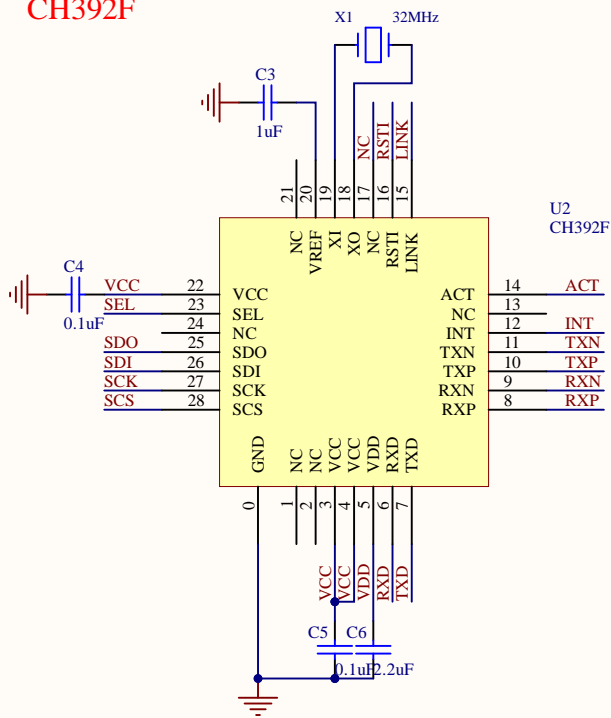 CH392F
X1 32MHz
C3
1uF
NC
RSTI
LINK
21
20
19
18
17
16
15
NC
VREF
XI
XO
NC
RSTI
LINK
U2
CH392F
C4
0.1uF
VCC 22 VCC
SEL 23 SEL
24 NC
SDO 25 SDO
SDI 26 SDI
SCK 27 SCK
SCS 28 SCS
ACT 14 ACT
NC 13
INT 12 INT
TXN 11 TXN
TXP 10 TXP
RXN 9 RXN
RXP 8 RXP
GND
NC
NC
VCC
VCC
VDD
RXD
TXD
0
1
2
3
4
5
6
7
VCC
VCC
VDD
RXD
TXD
C5 C6
0.1uF 2.2uF